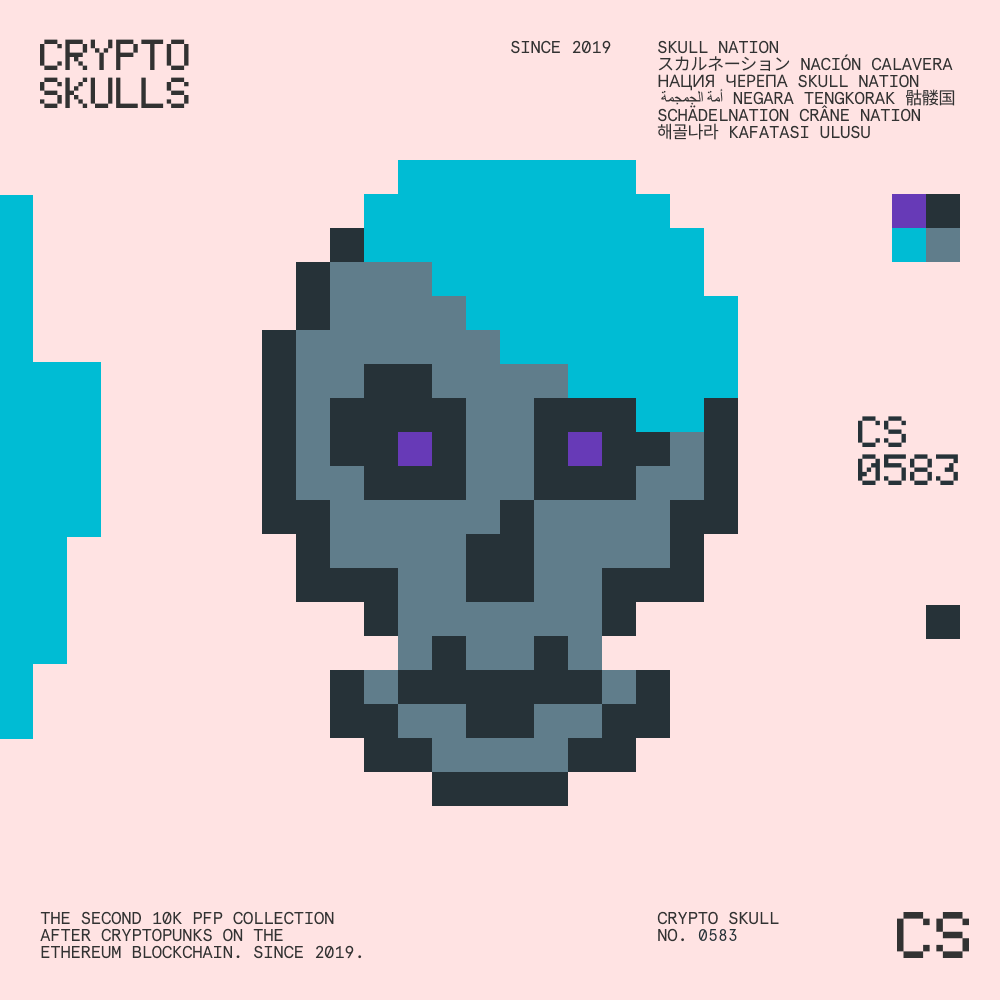 CRYPTO
SKULLS
SINCE 2019
SKULL NATION
スカルネーション NACIÓN CALAVERA
НАЦИЯ ЧЕРЕПА SKULL NATION
أمة الجمجمة NEGARA TENGKORAK 骷髅国
SCHÄDELNATION CRÂNE NATION
해골나라 KAFATASI ULUSU
CS
0583
THE SECOND 10K PFP COLLECTION
AFTER CRYPTOPUNKS ON THE
ETHEREUM BLOCKCHAIN. SINCE 2019.
CRYPTO SKULL
NO. 0583
CS